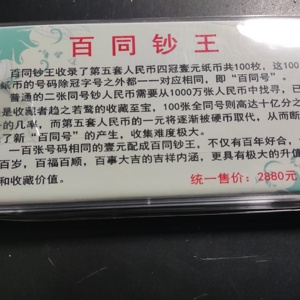 百同钞王
百同钞王收录了第五套人民币四冠壹元纸币共100枚，这100
纸币的号码除冠字号之外都一一对应相同，即“百同号”。
普通的二张同号钞人民币需要从1000万张人民币中找寻，已
是收藏者趋之若鹜的收藏至宝，100张全同号则高达十亿分之
的几率，而第五套人民币的一元将逐渐被硬币取代，从而断
了新“百同号”的产生，收集难度极大。
一百张号码相同的壹元配成百同钞王，不仅有百年好合，
百岁，百福百顺，百事大吉的吉祥内涵，更具有极大的升值
和收藏价值。
统一售价：2880元